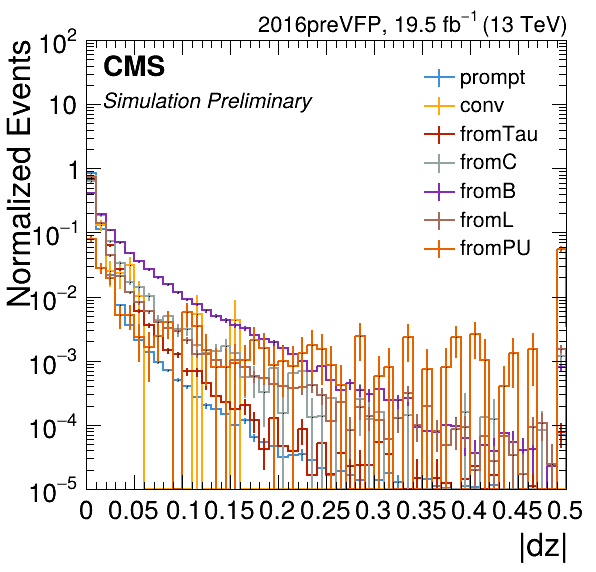 2016preVFP, 19.5 fb⁻¹ (13 TeV)
CMS
Simulation Preliminary
prompt
conv
fromTau
fromC
fromB
fromL
fromPU
Normalized Events
10²
10
1
10⁻¹
10⁻²
10⁻³
10⁻⁴
10⁻⁵
0 0.05 0.10 0.15 0.2 0.25 0.3 0.35 0.4 0.45 0.5
|dz|